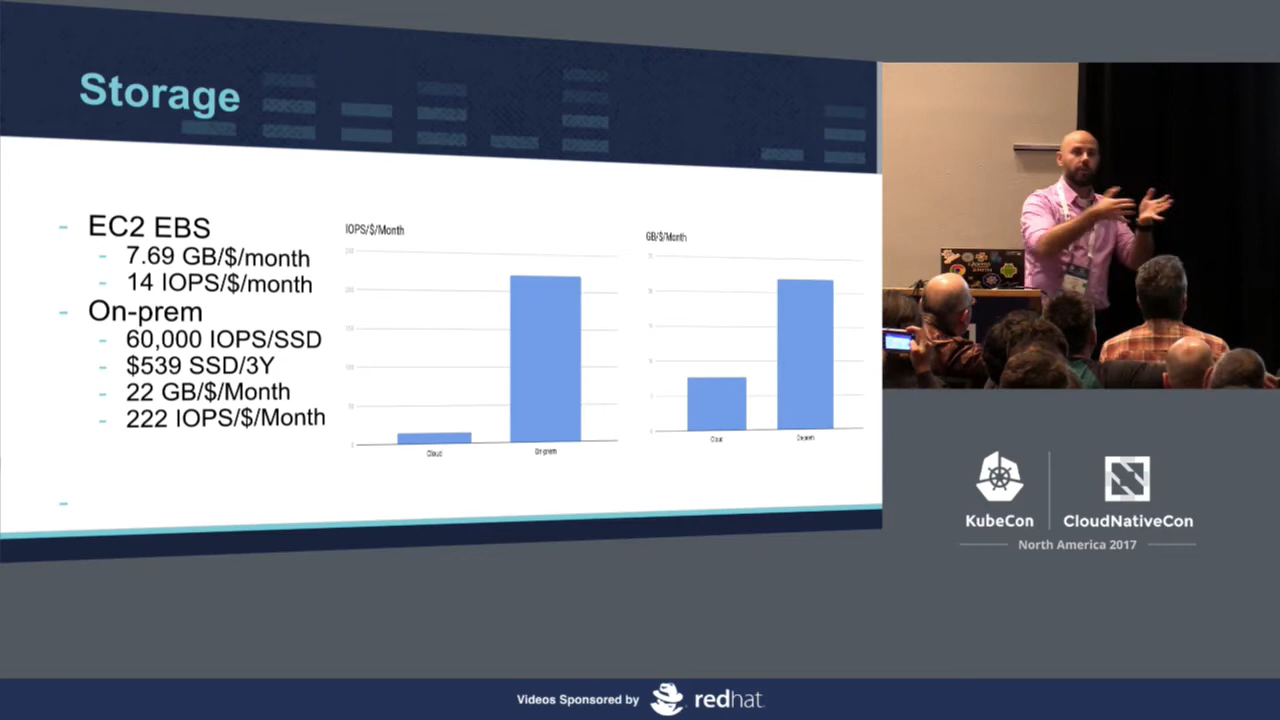 Storage
- EC2 EBS
- 7.69 GB/$/month
- 14 IOPS/$/month
- On-prem
- 60,000 IOPS/SSD
- $539 SSD/3Y
- 22 GB/$/Month
- 222 IOPS/$/Month
-
IOPS/$/Month
Cloud
On-prem
GB/$/Month
Cloud
On-prem
KubeCon
CloudNativeCon
North America 2017
Videos Sponsored by
redhat